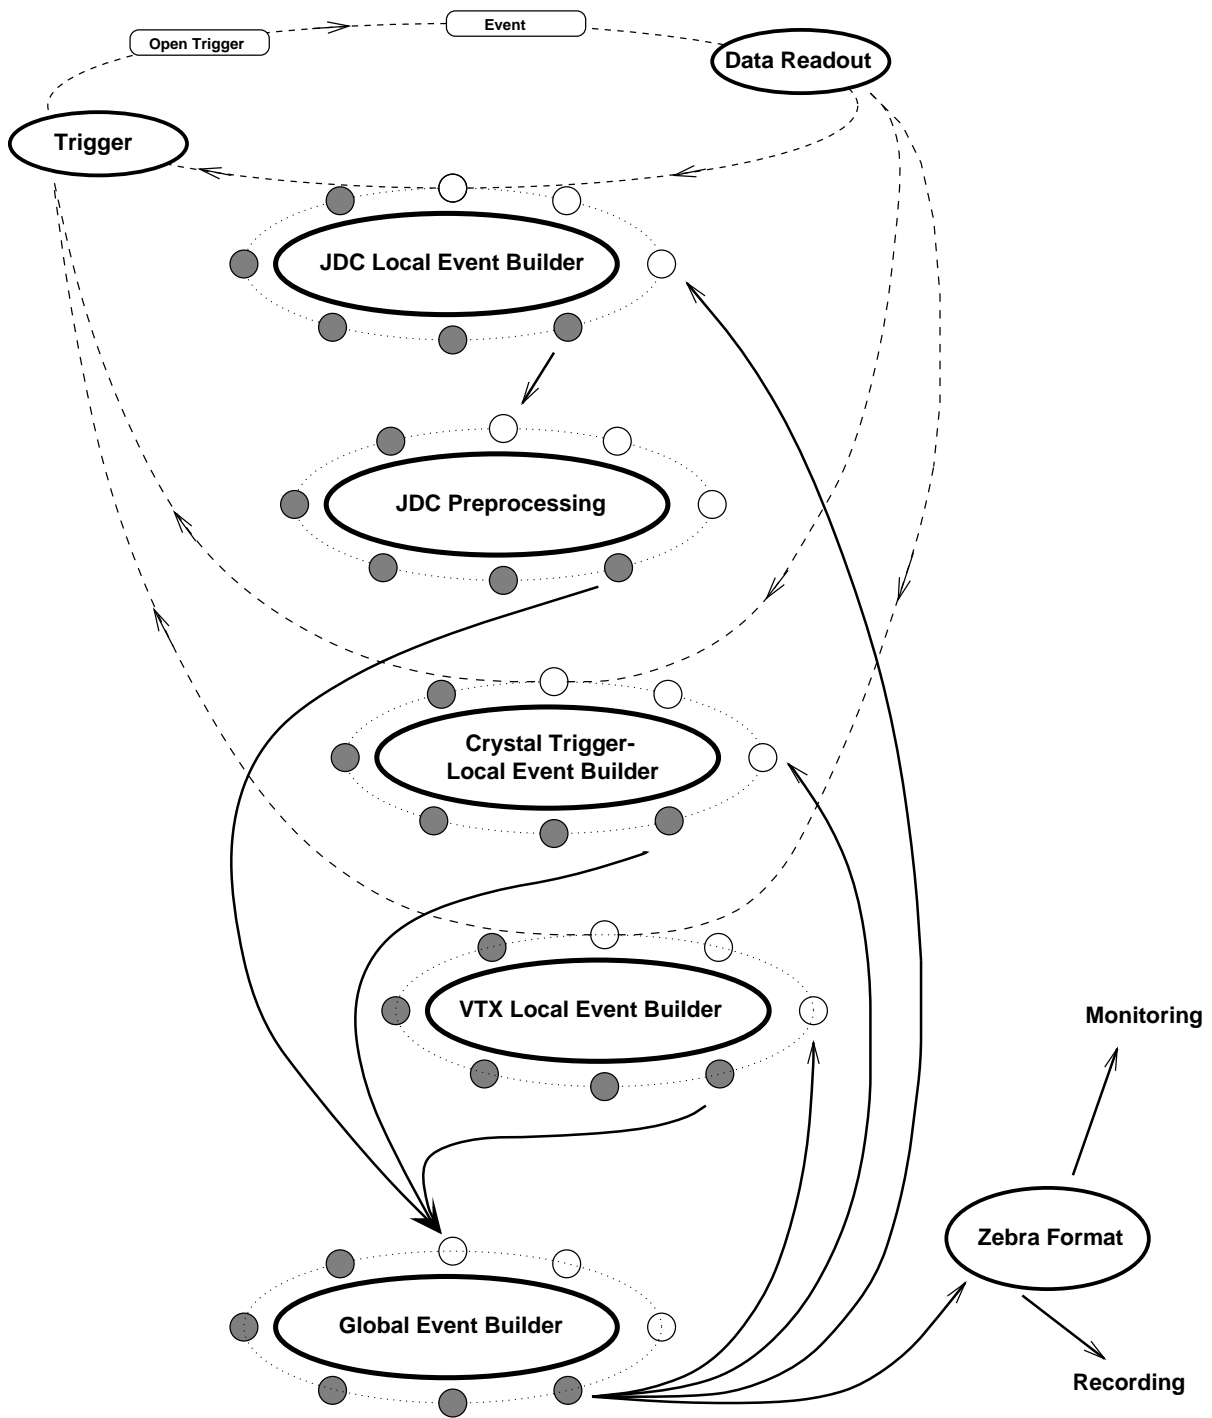 Event
Open Trigger
Data Readout
Trigger
JDC Local Event Builder
JDC Preprocessing
Crystal Trigger-
Local Event Builder
VTX Local Event Builder
Monitoring
Zebra Format
Global Event Builder
Recording